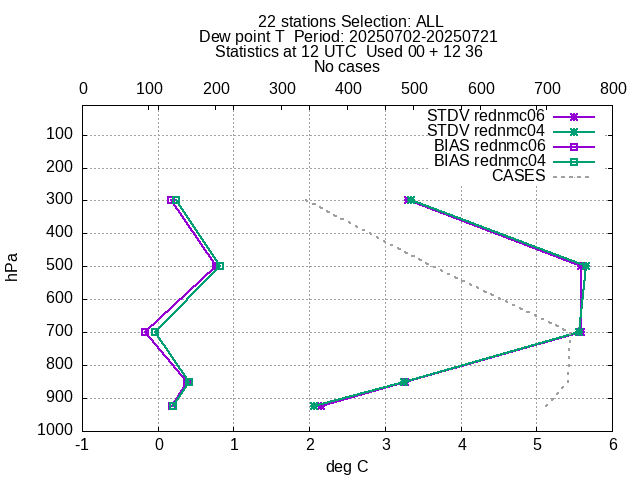 22 stations Selection: ALL
Dew point T  Period: 20250702-20250721
Statistics at 12 UTC  Used 00 + 12 36
No cases
0 100 200 300 400 500 600 700 800
STDV rednmc06
STDV rednmc04
BIAS rednmc06
BIAS rednmc04
CASES
100
200
300
400
500
600
700
800
900
1000
hPa
-1 0 1 2 3 4 5 6
deg C